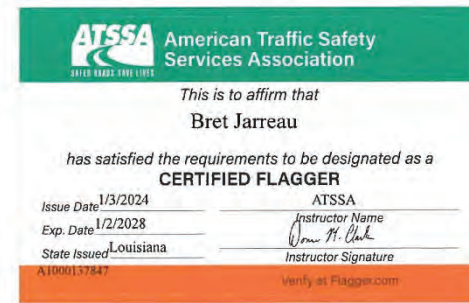 ATSSA
SAFER ROADS SAVE LIVES
American Traffic Safety
Services Association
This is to affirm that
Bret Jarreau
has satisfied the requirements to be designated as a
CERTIFIED FLAGGER
Issue Date 1/3/2024
ATSSA
Instructor Name
Exp. Date 1/2/2028
State Issued Louisiana
Instructor Signature
A1000137847
Verify at Flagger.com